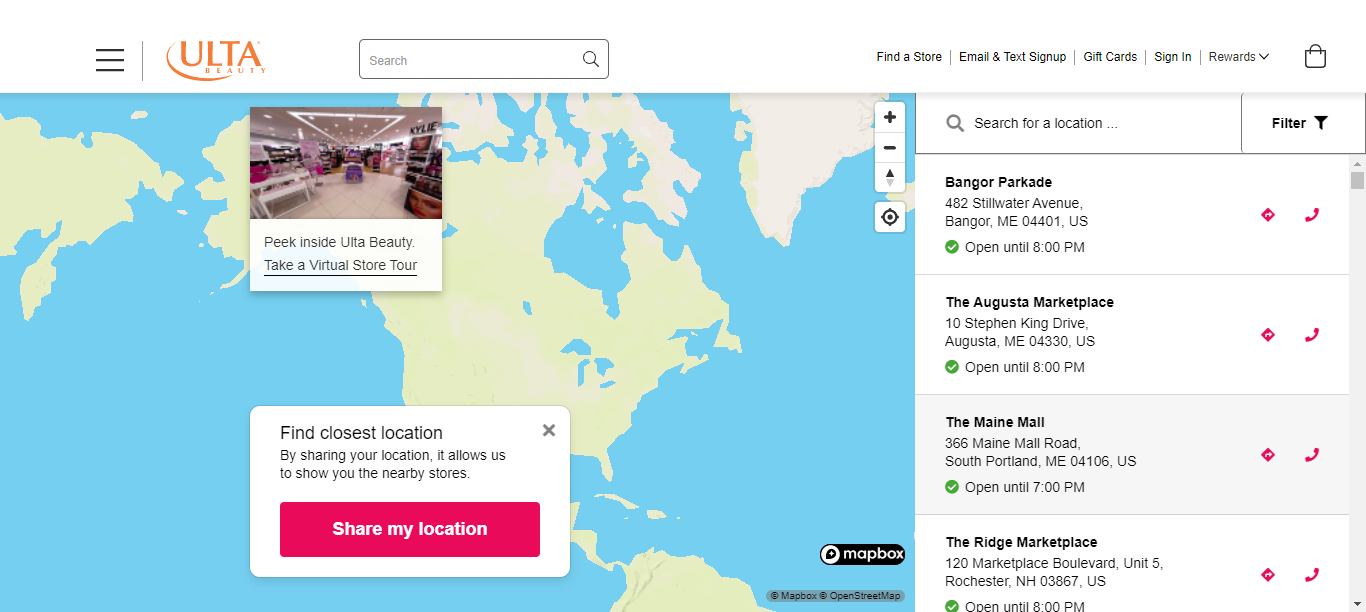 ULTA
BEAUTY
Search
Find a Store
Email & Text Signup
Gift Cards
Sign In
Rewards
KYLIE
Peek inside Ulta Beauty.
Take a Virtual Store Tour
Find closest location
By sharing your location, it allows us
to show you the nearby stores.
Share my location
mapbox
© Mapbox © OpenStreetMap
Search for a location ...
Filter
Bangor Parkade
482 Stillwater Avenue,
Bangor, ME 04401, US
Open until 8:00 PM
The Augusta Marketplace
10 Stephen King Drive,
Augusta, ME 04330, US
Open until 8:00 PM
The Maine Mall
366 Maine Mall Road,
South Portland, ME 04106, US
Open until 7:00 PM
The Ridge Marketplace
120 Marketplace Boulevard, Unit 5,
Rochester, NH 03867, US
Open until 8:00 PM